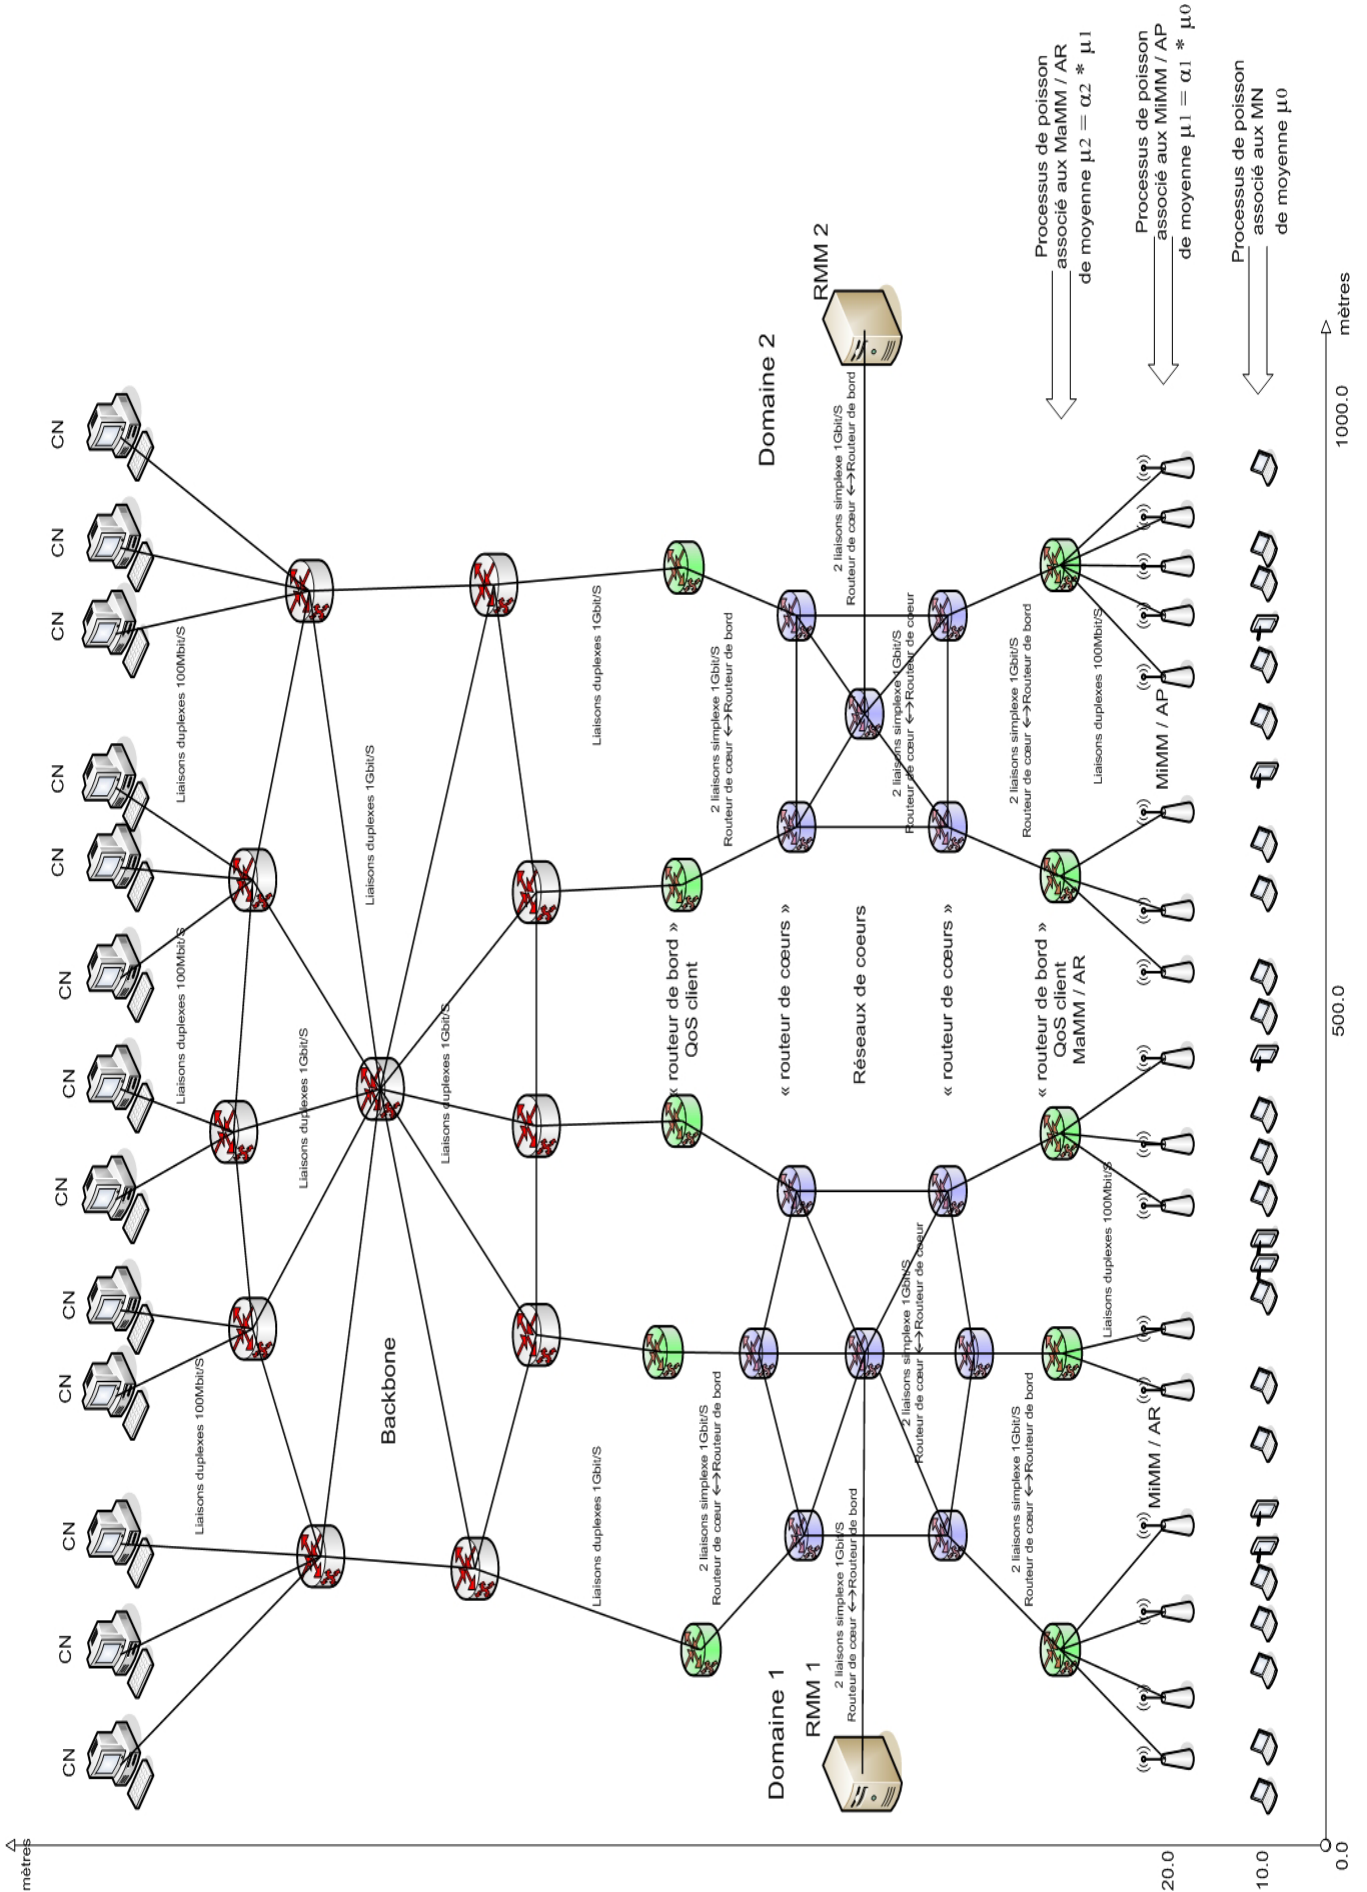 mètres
CN
CN
CN
CN
CN
CN
CN
CN
CN
CN
CN
CN
CN
Liaisons duplexes 100Mbit/S
Liaisons duplexes 100Mbit/S
Liaisons duplexes 100Mbit/S
Liaisons duplexes 1Gbit/S
Liaisons duplexes 1Gbit/S
Backbone
Liaisons duplexes 1Gbit/S
Liaisons duplexes 1Gbit/S
Liaisons duplexes 1Gbit/S
« routeur de bord »
QoS client
2 liaisons simplexe 1Gbit/S
Routeur de cœur <-->Routeur de bord
2 liaisons simplexe 1Gbit/S
Routeur de cœur <-->Routeur de bord
Domaine 1
RMM 1
Domaine 2
RMM 2
« routeur de cœurs »
Réseaux de coeurs
« routeur de cœurs »
2 liaisons simplexe 1Gbit/S
Routeur de cœur <-->Routeur de bord
2 liaisons simplexe 1Gbit/S
Routeur de cœur <-->Routeur de coeur
2 liaisons simplexe 1Gbit/S
Routeur de cœur <-->Routeur de coeur
2 liaisons simplexe 1Gbit/S
Routeur de cœur <-->Routeur de bord
2 liaisons simplexe 1Gbit/S
Routeur de cœur <-->Routeur de bord
2 liaisons simplexe 1Gbit/S
Routeur de cœur <-->Routeur de bord
« routeur de bord »
QoS client
MaMM / AR
Liaisons duplexes 100Mbit/S
Liaisons duplexes 100Mbit/S
MiMM / AR
MiMM / AP
Processus de poisson
associé aux MaMM / AR
de moyenne µ2 = α2 * µ1
Processus de poisson
associé aux MiMM / AP
de moyenne µ1 = α1 * µ0
Processus de poisson
associé aux MN
de moyenne µ0
20.0
10.0
0.0
500.0
1000.0
mètres